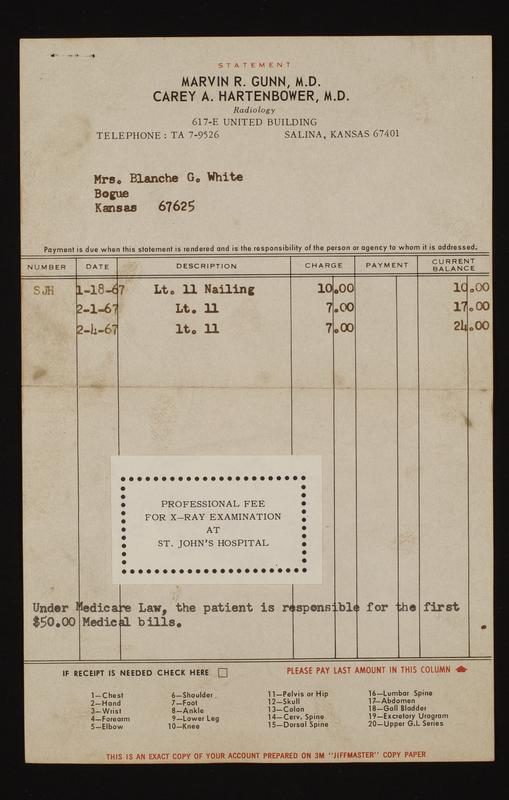 STATEMENT
MARVIN R. GUNN, M.D.
CAREY A. HARTENBOWER, M.D.
Radiology
617-E UNITED BUILDING
TELEPHONE: TA 7-9526 SALINA, KANSAS 67401
Mrs. Blanche G. White
Bogue
Kansas 67625
Payment is due when this statement is rendered and is the responsibility of the person or agency to whom it is addressed.
NUMBER DATE DESCRIPTION CHARGE PAYMENT CURRENT BALANCE
SJH 1-18-67 Lt. 11 Nailing 10.00 10.00
2-1-67 Lt. 11 7.00 17.00
2-4-67 lt. 11 7.00 24.00
PROFESSIONAL FEE
FOR X-RAY EXAMINATION
AT
ST. JOHN'S HOSPITAL
Under Medicare Law, the patient is responsible for the first
$50.00 Medical bills.
IF RECEIPT IS NEEDED CHECK HERE PLEASE PAY LAST AMOUNT IN THIS COLUMN
1—Chest 6—Shoulder 11—Pelvis or Hip 16—Lumbar Spine
2—Hand 7—Foot 12—Skull 17—Abdomen
3—Wrist 8—Ankle 13—Colon 18—Gall Bladder
4—Forearm 9—Lower Leg 14—Cerv. Spine 19—Excretory Urogram
5—Elbow 10—Knee 15—Dorsal Spine 20—Upper G.I. Series
THIS IS AN EXACT COPY OF YOUR ACCOUNT PREPARED ON 3M "JIFFMASTER" COPY PAPER